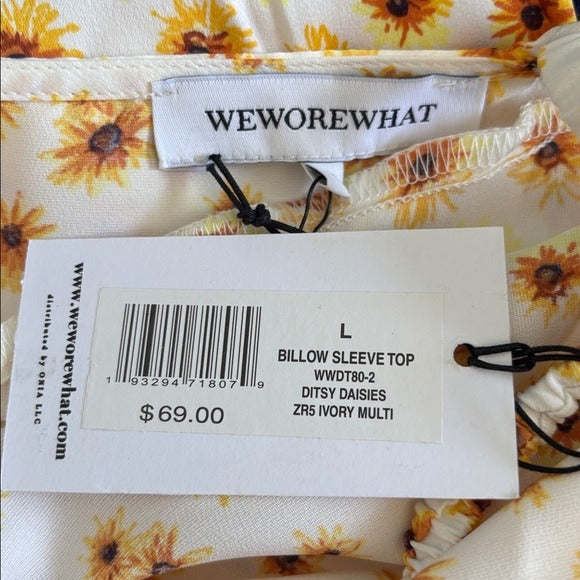 WEWOREWHAT
www.weworewhat.com
distributed by ONIA LLC
1 93294 71807 9
$69.00
L
BILLOW SLEEVE TOP
WWDT80-2
DITSY DAISIES
ZR5 IVORY MULTI